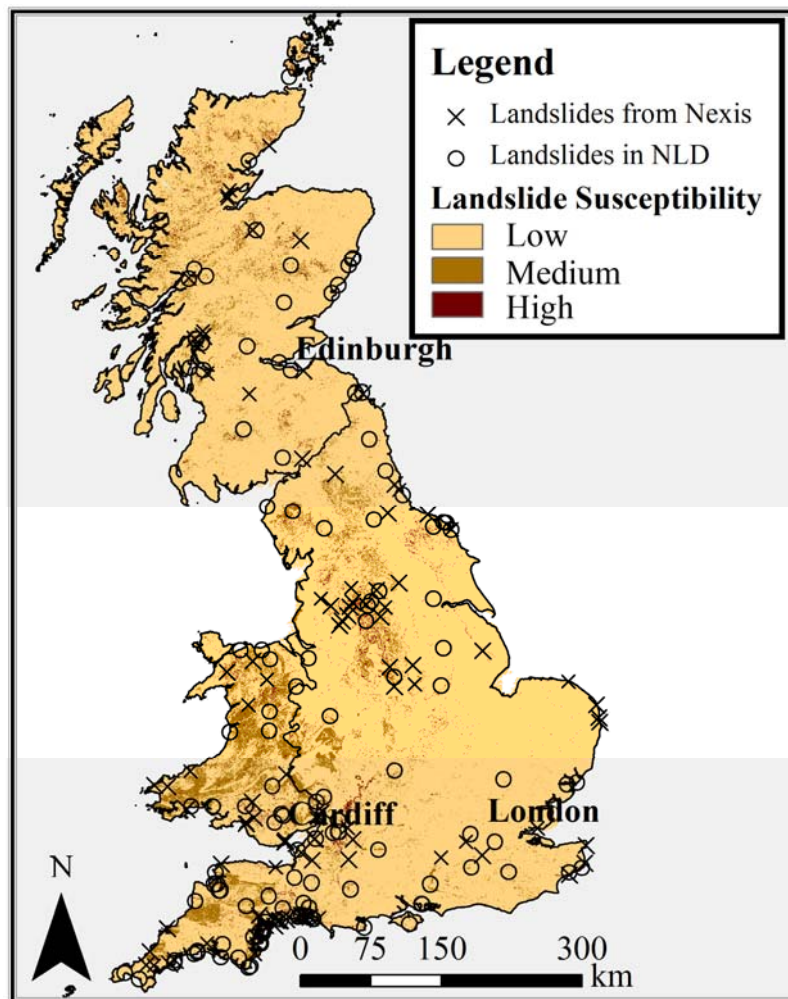 Legend
Landslides from Nexis
Landslides in NLD
Landslide Susceptibility
Low
Medium
High
Edinburgh
Cardiff
London
N
0 75 150 300
km